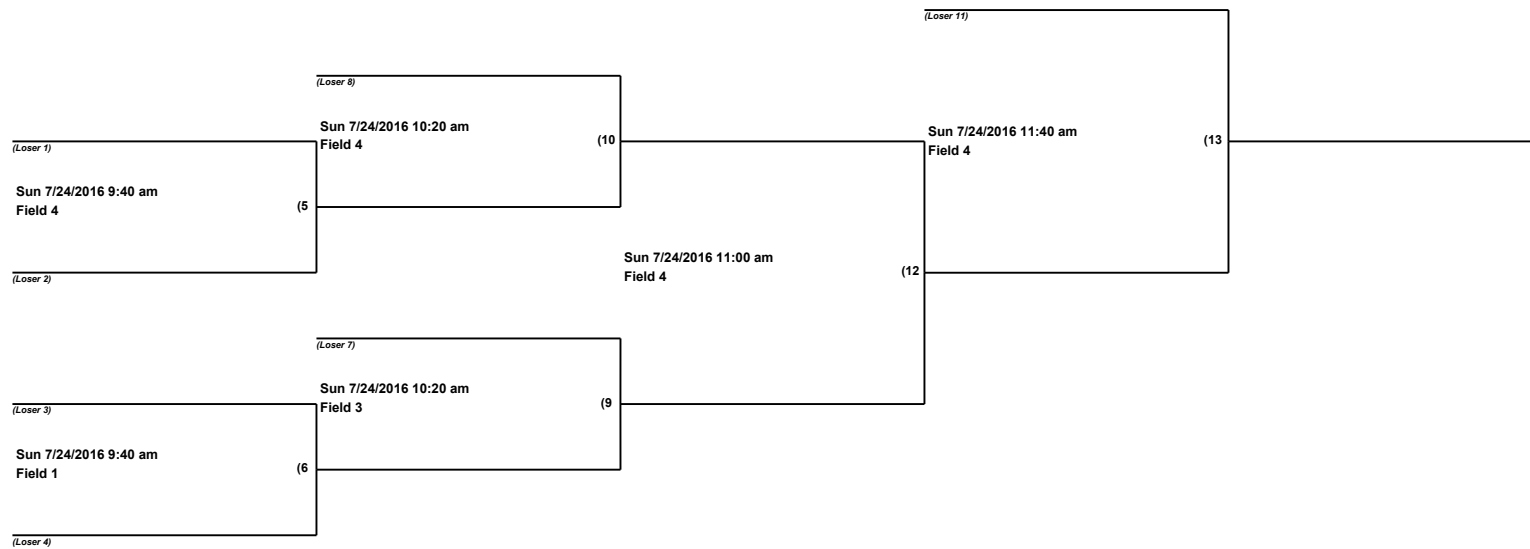 (Loser 11)
(Loser 8)
Sun 7/24/2016 10:20 am
Field 4
(10
Sun 7/24/2016 11:40 am
Field 4
(13
(Loser 1)
Sun 7/24/2016 9:40 am
Field 4
(5
(Loser 2)
Sun 7/24/2016 11:00 am
Field 4
(12
(Loser 7)
Sun 7/24/2016 10:20 am
Field 3
(9
(Loser 3)
Sun 7/24/2016 9:40 am
Field 1
(6
(Loser 4)